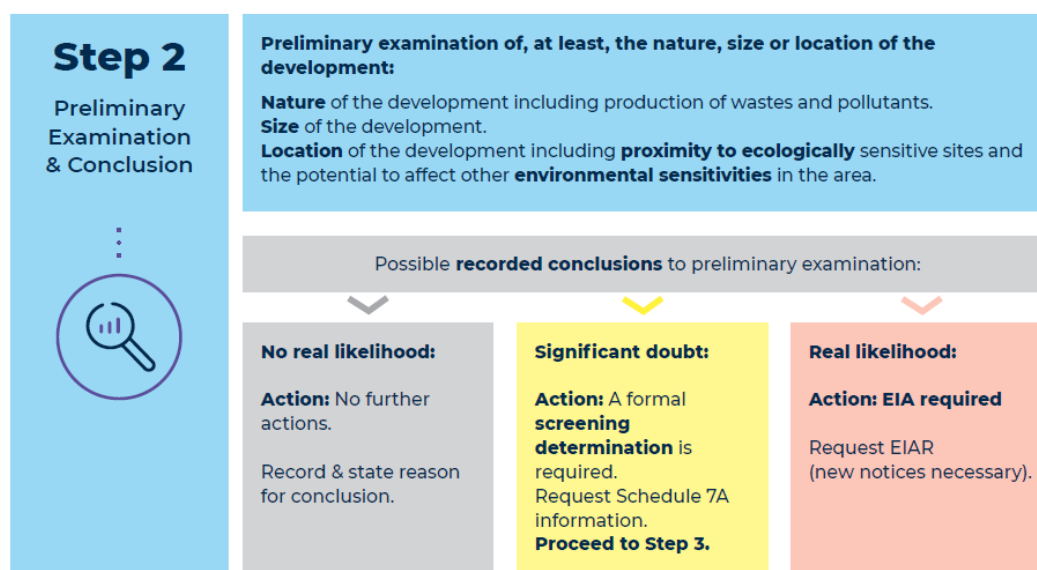 Step 2
Preliminary
Examination
& Conclusion
Preliminary examination of, at least, the nature, size or location of the
development:
Nature of the development including production of wastes and pollutants.
Size of the development.
Location of the development including proximity to ecologically sensitive sites and
the potential to affect other environmental sensitivities in the area.
Possible recorded conclusions to preliminary examination:
No real likelihood:
Action: No further
actions.
Record & state reason
for conclusion.
Significant doubt:
Action: A formal
screening
determination is
required.
Request Schedule 7A
information.
Proceed to Step 3.
Real likelihood:
Action: EIA required
Request EIAR
(new notices necessary).